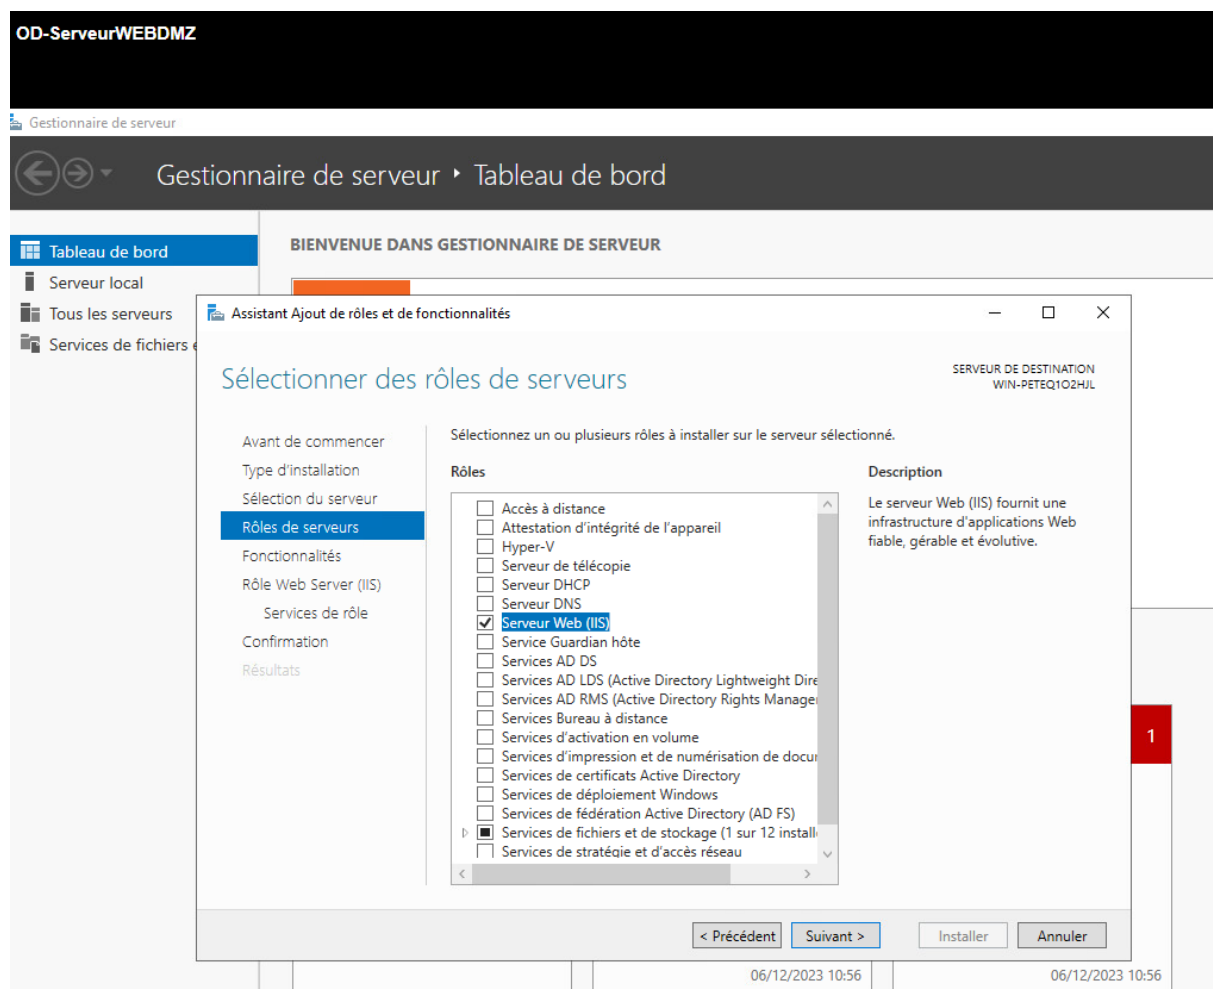 OD-ServeurWEBDMZ
Gestionnaire de serveur
Gestionnaire de serveur ‣ Tableau de bord
Tableau de bord
Serveur local
Tous les serveurs
Services de fichiers e
BIENVENUE DANS GESTIONNAIRE DE SERVEUR
Assistant Ajout de rôles et de fonctionnalités
Sélectionner des rôles de serveurs
SERVEUR DE DESTINATION
WIN-PETEQ1O2HJL
Avant de commencer
Type d'installation
Sélection du serveur
Rôles de serveurs
Fonctionnalités
Rôle Web Server (IIS)
Services de rôle
Confirmation
Résultats
Sélectionnez un ou plusieurs rôles à installer sur le serveur sélectionné.
Rôles
Accès à distance
Attestation d'intégrité de l'appareil
Hyper-V
Serveur de télécopie
Serveur DHCP
Serveur DNS
Serveur Web (IIS)
Service Guardian hôte
Services AD DS
Services AD LDS (Active Directory Lightweight Dire
Services AD RMS (Active Directory Rights Manage
Services Bureau à distance
Services d'activation en volume
Services d'impression et de numérisation de docu
Services de certificats Active Directory
Services de déploiement Windows
Services de fédération Active Directory (AD FS)
Services de fichiers et de stockage (1 sur 12 install
Services de stratégie et d'accès réseau
Description
Le serveur Web (IIS) fournit une
infrastructure d'applications Web
fiable, gérable et évolutive.
1
< Précédent
Suivant >
Installer
Annuler
06/12/2023 10:56
06/12/2023 10:56